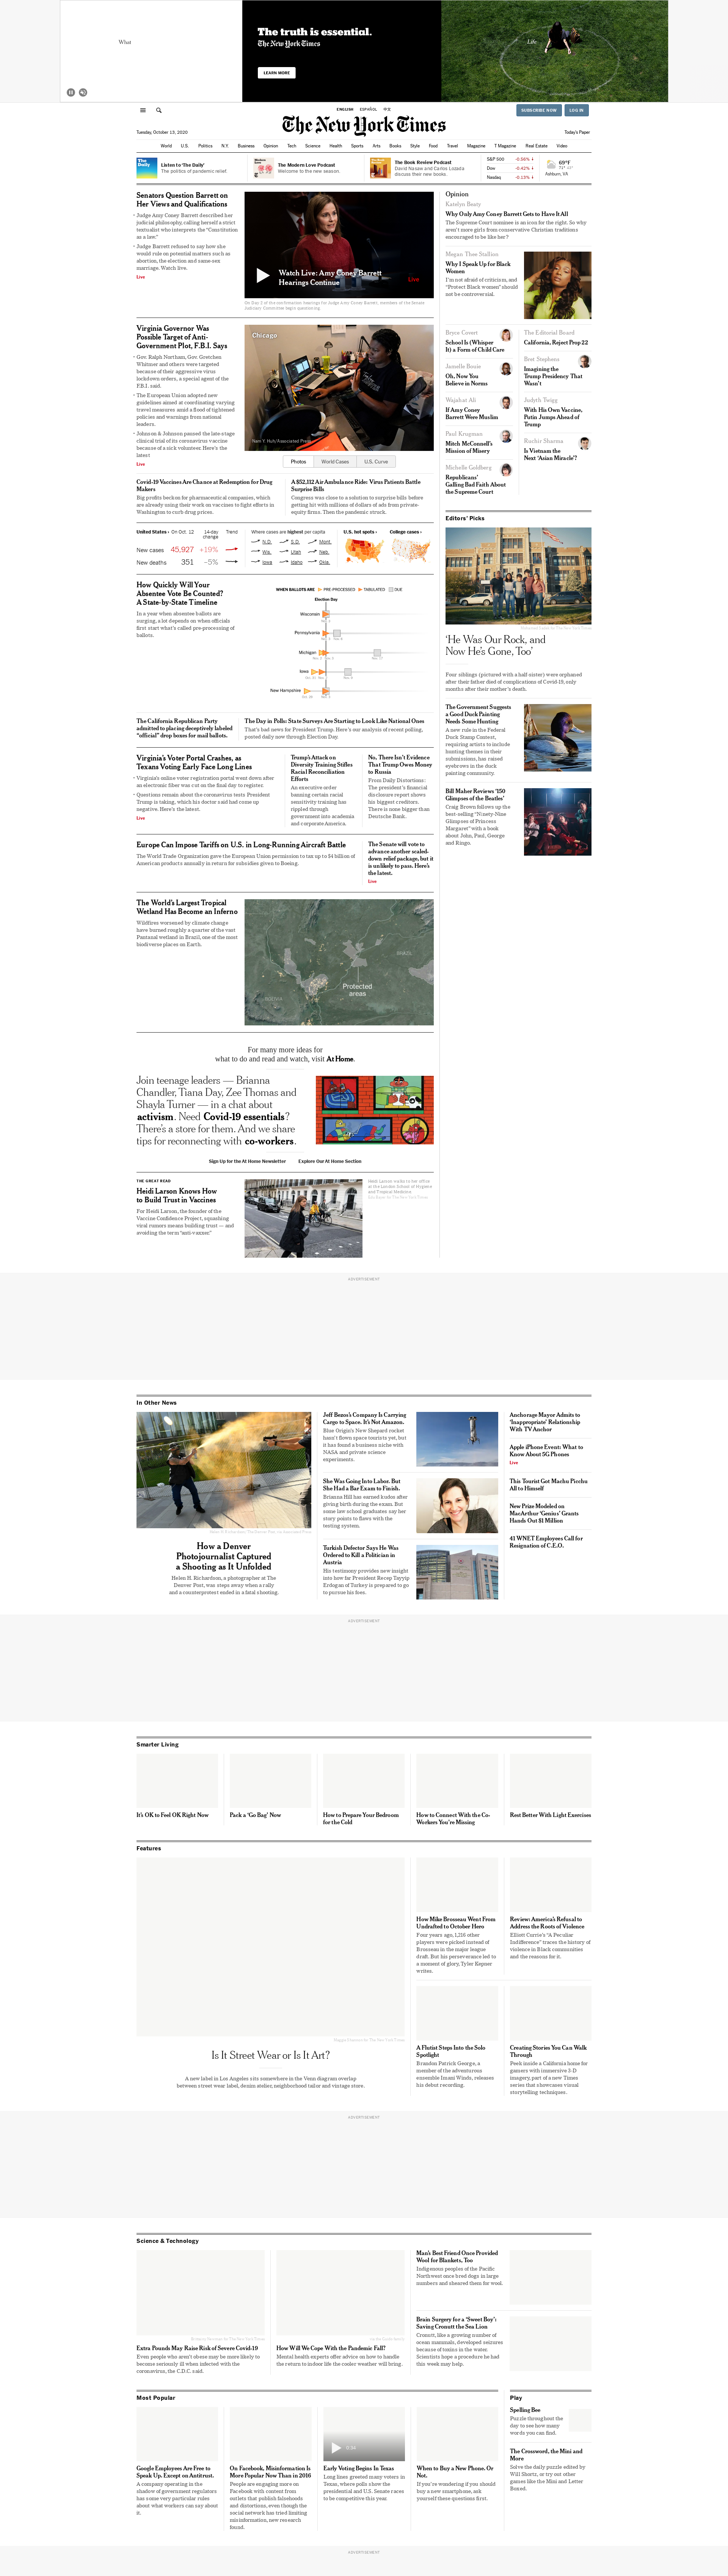 What
The truth is essential.
The New York Times
LEARN MORE
Life
ENGLISH ESPAÑOL 中文
SUBSCRIBE NOW LOG IN
The New York Times
Tuesday, October 13, 2020
Today's Paper
World U.S. Politics N.Y. Business Opinion Tech Science Health Sports Arts Books Style Food Travel Magazine T Magazine Real Estate Video
The Daily
Listen to 'The Daily'
The politics of pandemic relief.
Modern Love
The Modern Love Podcast
Welcome to the new season.
The Book Review Podcast
David Nasaw and Carlos Lozada
discuss their new books.
S&P 500 -0.56%
Dow -0.42%
Nasdaq -0.13%
69°F
Ashburn, VA
Senators Question Barrett on
Her Views and Qualifications
Judge Amy Coney Barrett described her
judicial philosophy, calling herself a strict
textualist who interprets the "Constitution
as a law."
Judge Barrett refused to say how she
would rule on potential matters such as
abortion, the election and same-sex
marriage. Watch live.
Live
Watch Live: Amy Coney Barrett
Hearings Continue
Live
Virginia Governor Was
Possible Target of Anti-
Government Plot, F.B.I. Says
Gov. Ralph Northam, Gov. Gretchen
Whitmer and others were targeted
because of their aggressive virus
lockdown orders, a special agent of the
F.B.I. said.
The European Union adopted new
guidelines aimed at coordinating varying
travel measures amid a flood of tightened
policies and warnings from national
leaders.
Johnson & Johnson paused the late-stage
clinical trial of its coronavirus vaccine
because of a sick volunteer. Here's the
latest
Live
Chicago
Nam Y. Huh/Associated Press
Photos World Cases U.S. Curve
Covid-19 Vaccines Are Chance at Redemption for Drug
Makers
Big profits beckon for pharmaceutical companies, which
are already using their work on vaccines to fight efforts in
Washington to curb drug prices.
A $52,112 Air Ambulance Ride: Virus Patients Battle
Surprise Bills
Congress was close to a solution to surprise bills before
getting hit with millions of dollars of ads from private-
equity firms. Then the pandemic struck.
United States › On Oct. 12 14-day
change Trend
New cases 45,927 +19%
New deaths 351 –5%
Where cases are highest per capita
N.D. S.D. Mont.
Wis. Utah Neb.
Iowa Idaho Okla.
U.S. hot spots ›
College cases ›
How Quickly Will Your
Absentee Vote Be Counted?
A State-by-State Timeline
In a year when absentee ballots are
surging, a lot depends on when officials
first start what's called pre-processing of
ballots.
WHEN BALLOTS ARE PRE-PROCESSED TABULATED DUE
Election Day
Wisconsin
Pennsylvania
Michigan
Iowa
New Hampshire
The California Republican Party
admitted to placing deceptively labeled
"official" drop boxes for mail ballots.
The Day in Polls: State Surveys Are Starting to Look Like National Ones
That's bad news for President Trump. Here's our analysis of recent polling,
posted daily now through Election Day.
Virginia's Voter Portal Crashes, as
Texans Voting Early Face Long Lines
Virginia's online voter registration portal went down after
an electronic fiber was cut on the final day to register.
Questions remain about the coronavirus tests President
Trump is taking, which his doctor said had come up
negative. Here's the latest.
Live
Trump's Attack on
Diversity Training Stifles
Racial Reconciliation
Efforts
An executive order
banning certain racial
sensitivity training has
rippled through
government into academia
and corporate America.
No, There Isn't Evidence
That Trump Owes Money
to Russia
From Daily Distortions:
The president's financial
disclosure report shows
his biggest creditors.
There is none bigger than
Deutsche Bank.
Europe Can Impose Tariffs on U.S. in Long-Running Aircraft Battle
The World Trade Organization gave the European Union permission to tax up to $4 billion of
American products annually in return for subsidies given to Boeing.
The Senate will vote to
advance another scaled-
down relief package, but it
is unlikely to pass. Here's
the latest.
Live
The World's Largest Tropical
Wetland Has Become an Inferno
Wildfires worsened by climate change
have burned roughly a quarter of the vast
Pantanal wetland in Brazil, one of the most
biodiverse places on Earth.
BRAZIL
Protected
areas
BOLIVIA
For many more ideas for
what to do and read and watch, visit At Home.
Join teenage leaders — Brianna
Chandler, Tiana Day, Zee Thomas and
Shayla Turner — in a chat about
activism. Need Covid-19 essentials?
There's a store for them. And we share
tips for reconnecting with co-workers.
Sign Up for the At Home Newsletter Explore Our At Home Section
THE GREAT READ
Heidi Larson Knows How
to Build Trust in Vaccines
For Heidi Larson, the founder of the
Vaccine Confidence Project, squashing
viral rumors means building trust — and
avoiding the term "anti-vaxxer."
Heidi Larson walks to her office
at the London School of Hygiene
and Tropical Medicine.
Opinion
Katelyn Beaty
Why Only Amy Coney Barrett Gets to Have It All
The Supreme Court nominee is an icon for the right. So why
aren't more girls from conservative Christian traditions
encouraged to be like her?
Megan Thee Stallion
Why I Speak Up for Black
Women
I'm not afraid of criticism, and
"Protect Black women" should
not be controversial.
Bryce Covert
School Is (Whisper
It) a Form of Child Care
Jamelle Bouie
Oh, Now You
Believe in Norms
Wajahat Ali
If Amy Coney
Barrett Were Muslim
Paul Krugman
Mitch McConnell's
Mission of Misery
Michelle Goldberg
Republicans'
Galling Bad Faith About
the Supreme Court
The Editorial Board
California, Reject Prop 22
Bret Stephens
Imagining the
Trump Presidency That
Wasn't
Judyth Twigg
With His Own Vaccine,
Putin Jumps Ahead of
Trump
Ruchir Sharma
Is Vietnam the
Next 'Asian Miracle'?
Editors' Picks
'He Was Our Rock, and
Now He's Gone, Too'
Four siblings (pictured with a half sister) were orphaned
after their father died of complications of Covid-19, only
months after their mother's death.
The Government Suggests
a Good Duck Painting
Needs Some Hunting
A new rule in the Federal
Duck Stamp Contest,
requiring artists to include
hunting themes in their
submissions, has raised
eyebrows in the duck
painting community.
Bill Maher Reviews '150
Glimpses of the Beatles'
Craig Brown follows up the
best-selling "Ninety-Nine
Glimpses of Princess
Margaret" with a book
about John, Paul, George
and Ringo.
ADVERTISEMENT
In Other News
How a Denver
Photojournalist Captured
a Shooting as It Unfolded
Helen H. Richardson, a photographer at The
Denver Post, was steps away when a rally
and a counterprotest ended in a fatal shooting.
Jeff Bezos's Company Is Carrying
Cargo to Space. It's Not Amazon.
Blue Origin's New Shepard rocket
hasn't flown space tourists yet, but
it has found a business niche with
NASA and private science
experiments.
She Was Going Into Labor. But
She Had a Bar Exam to Finish.
Brianna Hill has earned kudos after
giving birth during the exam. But
some law school graduates say her
story points to flaws with the
testing system.
Turkish Defector Says He Was
Ordered to Kill a Politician in
Austria
His testimony provides new insight
into how far President Recep Tayyip
Erdogan of Turkey is prepared to go
to pursue his foes.
Anchorage Mayor Admits to
'Inappropriate' Relationship
With TV Anchor
Apple iPhone Event: What to
Know About 5G Phones
Live
This Tourist Got Machu Picchu
All to Himself
New Prize Modeled on
MacArthur 'Genius' Grants
Hands Out $1 Million
41 WNET Employees Call for
Resignation of C.E.O.
ADVERTISEMENT
Smarter Living
It's OK to Feel OK Right Now
Pack a 'Go Bag' Now
How to Prepare Your Bedroom
for the Cold
How to Connect With the Co-
Workers You're Missing
Rest Better With Light Exercises
Features
Is It Street Wear or Is It Art?
A new label in Los Angeles sits somewhere in the Venn diagram overlap
between street wear label, denim atelier, neighborhood tailor and vintage store.
How Mike Brosseau Went From
Undrafted to October Hero
Four years ago, 1,216 other
players were picked instead of
Brosseau in the major league
draft. But his perseverance led to
a moment of glory, Tyler Kepner
writes.
Review: America's Refusal to
Address the Roots of Violence
Elliott Currie's "A Peculiar
Indifference" traces the history of
violence in Black communities
and the reasons for it.
A Flutist Steps Into the Solo
Spotlight
Brandon Patrick George, a
member of the adventurous
ensemble Imani Winds, releases
his debut recording.
Creating Stories You Can Walk
Through
Peek inside a California home for
gamers with immersive 3-D
imagery, part of a new Times
series that showcases visual
storytelling techniques.
ADVERTISEMENT
Science & Technology
Extra Pounds May Raise Risk of Severe Covid-19
Even people who aren't obese may be more likely to
become seriously ill when infected with the
coronavirus, the C.D.C. said.
How Will We Cope With the Pandemic Fall?
Mental health experts offer advice on how to handle
the return to indoor life the cooler weather will bring.
Man's Best Friend Once Provided
Wool for Blankets, Too
Indigenous peoples of the Pacific
Northwest once bred dogs in large
numbers and sheared them for wool.
Brain Surgery for a 'Sweet Boy':
Saving Cronutt the Sea Lion
Cronutt, like a growing number of
ocean mammals, developed seizures
because of toxins in the water.
Scientists hope a procedure he had
this week may help.
Most Popular
Google Employees Are Free to
Speak Up. Except on Antitrust.
A company operating in the
shadow of government regulators
has some very particular rules
about what workers can say about
it.
On Facebook, Misinformation Is
More Popular Now Than in 2016
People are engaging more on
Facebook with content from
outlets that publish falsehoods
and distortions, even though the
social network has tried limiting
misinformation, new research
found.
Early Voting Begins In Texas
Long lines greeted many voters in
Texas, where polls show the
presidential and U.S. Senate races
to be competitive this year.
When to Buy a New Phone. Or
Not.
If you're wondering if you should
buy a new smartphone, ask
yourself these questions first.
Play
Spelling Bee
Puzzle throughout the
day to see how many
words you can find.
The Crossword, the Mini and
More
Solve the daily puzzle edited by
Will Shortz, or try out other
games like the Mini and Letter
Boxed.
ADVERTISEMENT